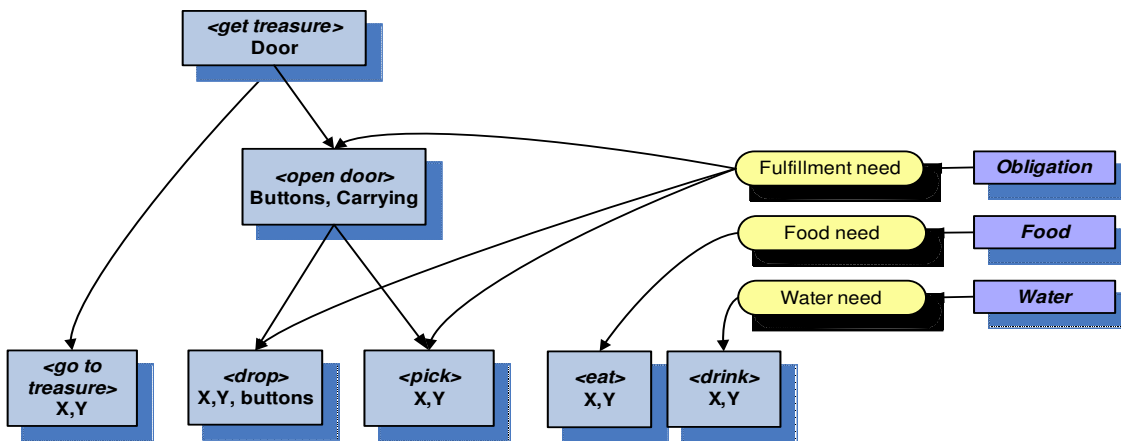 <get treasure>
Door
<open door>
Buttons, Carrying
Fulfillment need
Obligation
Food need
Food
Water need
Water
<go to
treasure>
X,Y
<drop>
X,Y, buttons
<pick>
X,Y
<eat>
X,Y
<drink>
X,Y